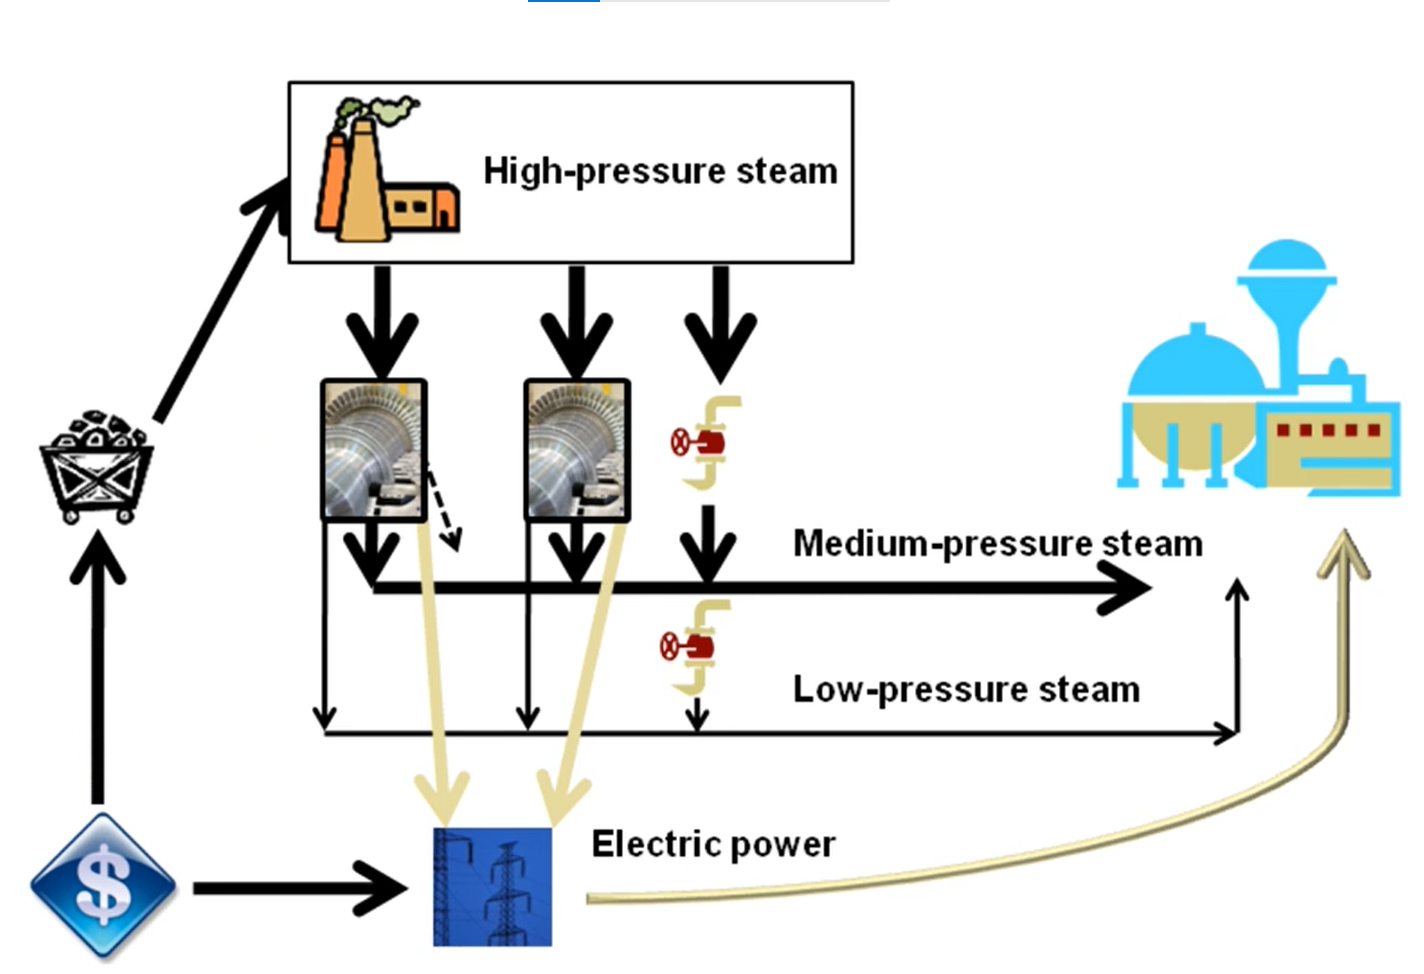 High-pressure steam
Medium-pressure steam
Low-pressure steam
Electric power
$